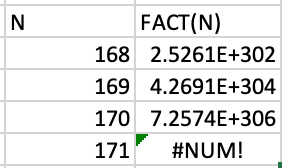 N FACT(N)
168 2.5261E+302
169 4.2691E+304
170 7.2574E+306
171 #NUM!